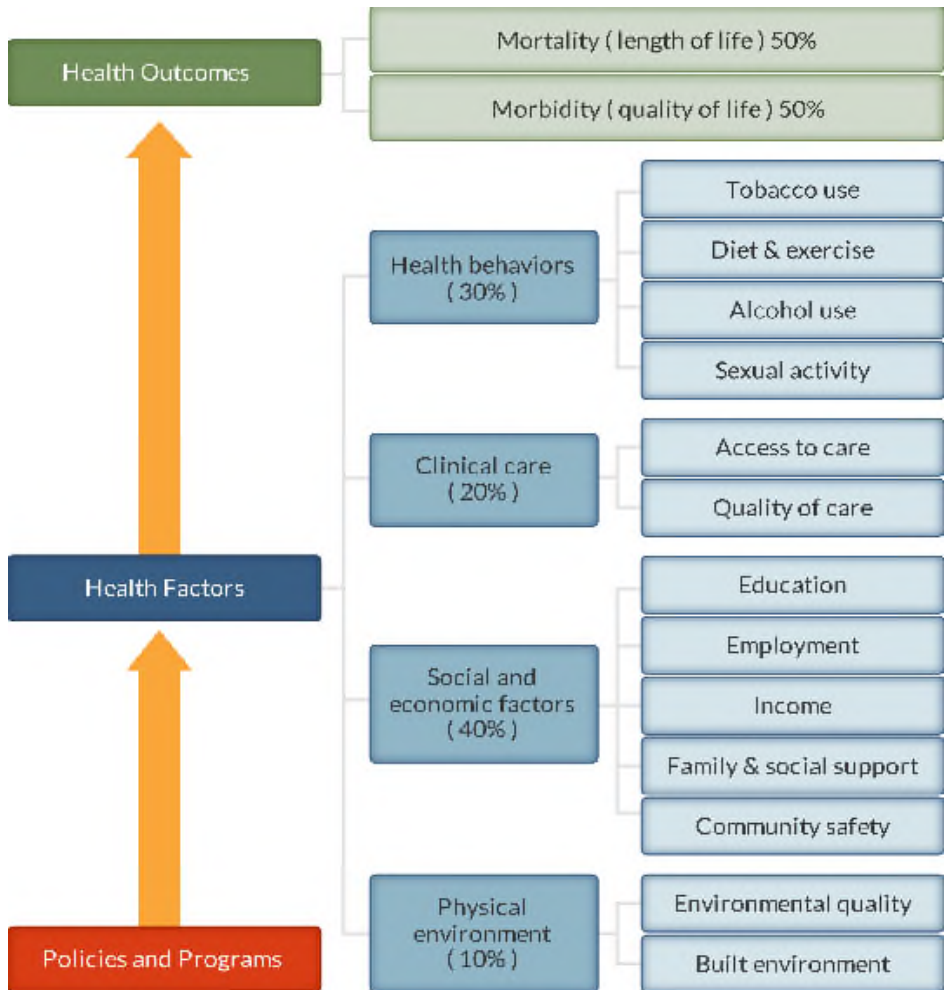 Health Outcomes
Mortality ( length of life ) 50%
Morbidity ( quality of life ) 50%
Health Factors
Health behaviors
( 30% )
Tobacco use
Diet & exercise
Alcohol use
Sexual activity
Clinical care
( 20% )
Access to care
Quality of care
Social and
economic factors
( 40% )
Education
Employment
Income
Family & social support
Community safety
Physical
environment
( 10% )
Environmental quality
Built environment
Policies and Programs